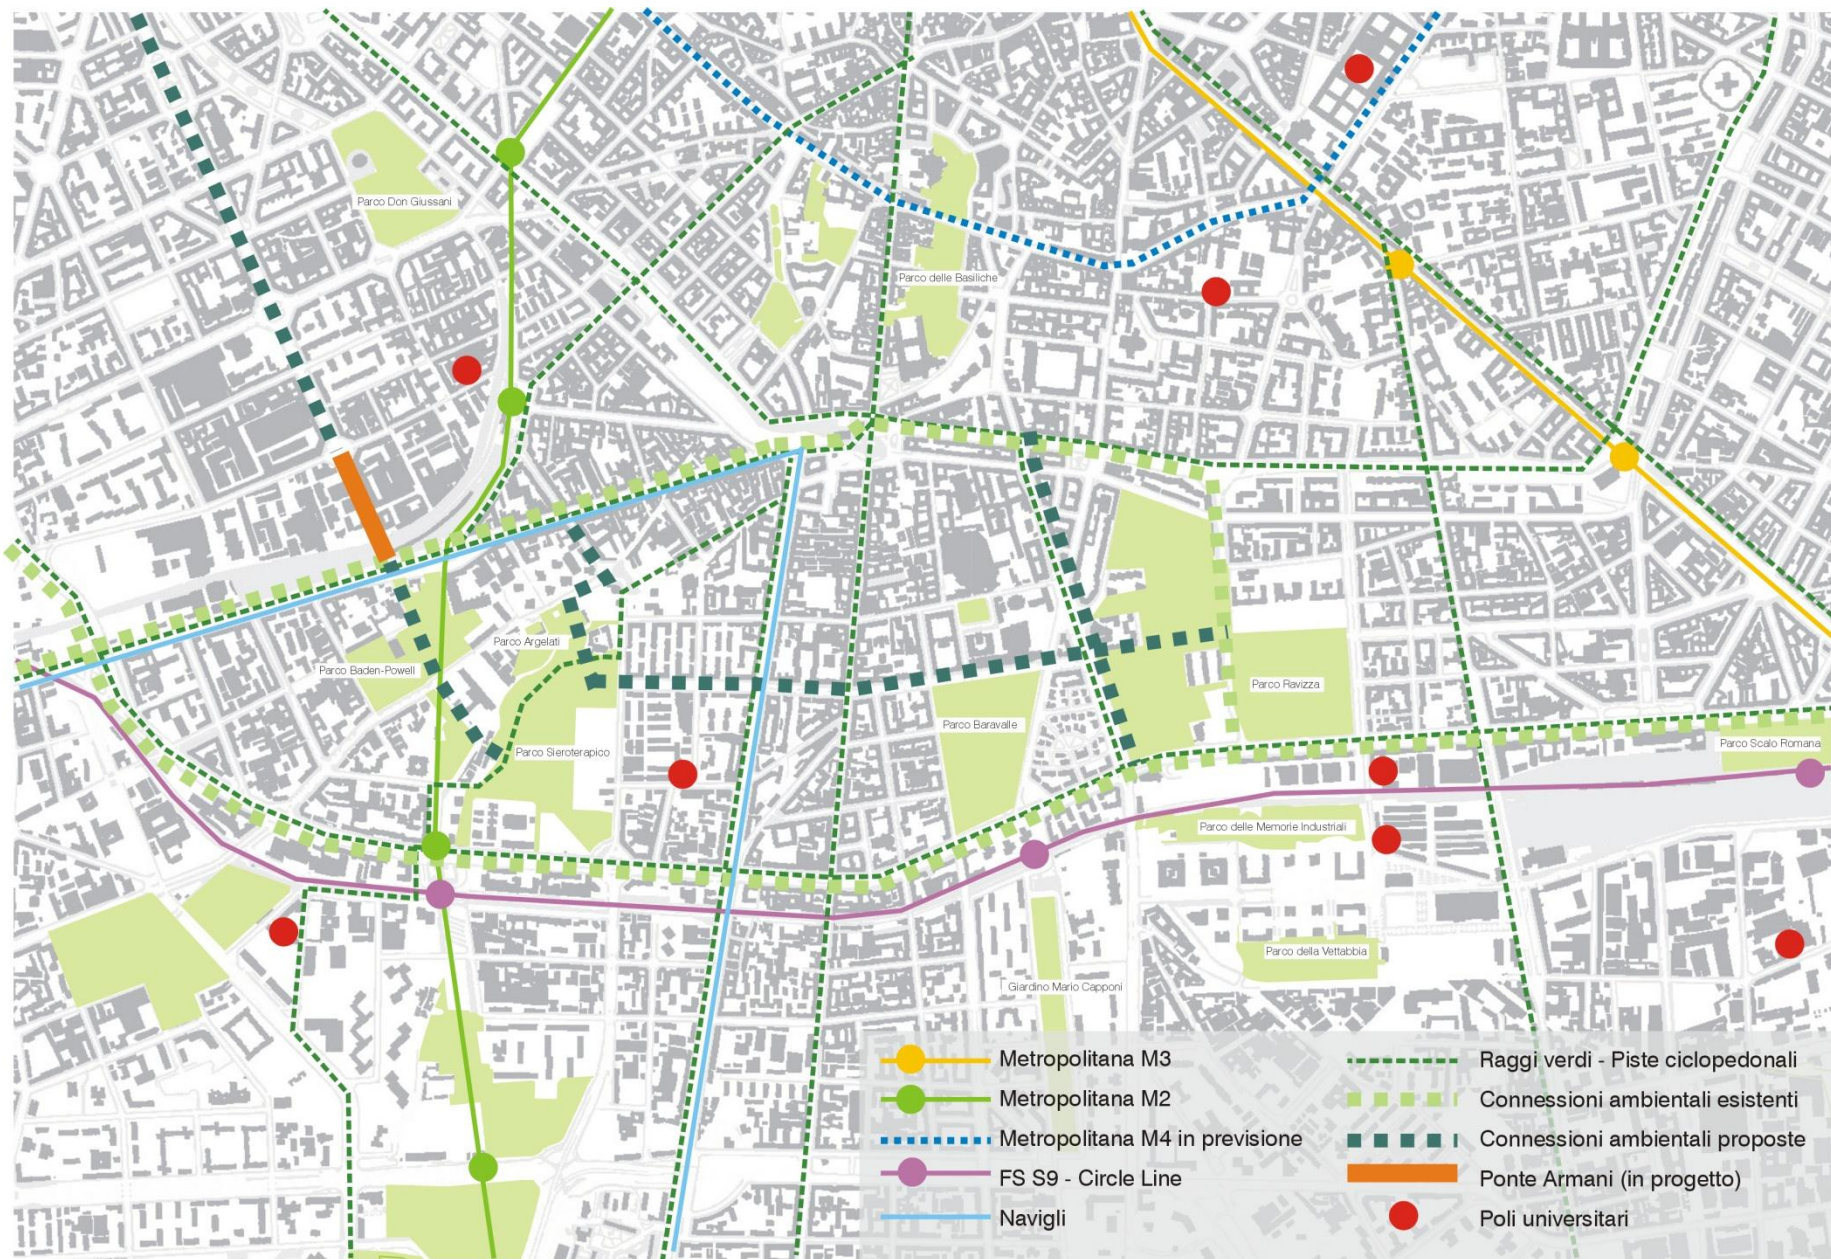 Parco Don Giussani
Parco delle Basiliche
Parco Argelati
Parco Baden-Powell
Parco Ravizza
Parco Baravalle
Parco Scalo Romana
Parco Sieroterapico
Parco delle Memorie Industriali
Parco della Vettabbia
Giardino Mario Capponi
Metropolitana M3
Metropolitana M2
Metropolitana M4 in previsione
FS S9 - Circle Line
Navigli
Raggi verdi - Piste ciclopedonali
Connessioni ambientali esistenti
Connessioni ambientali proposte
Ponte Armani (in progetto)
Poli universitari